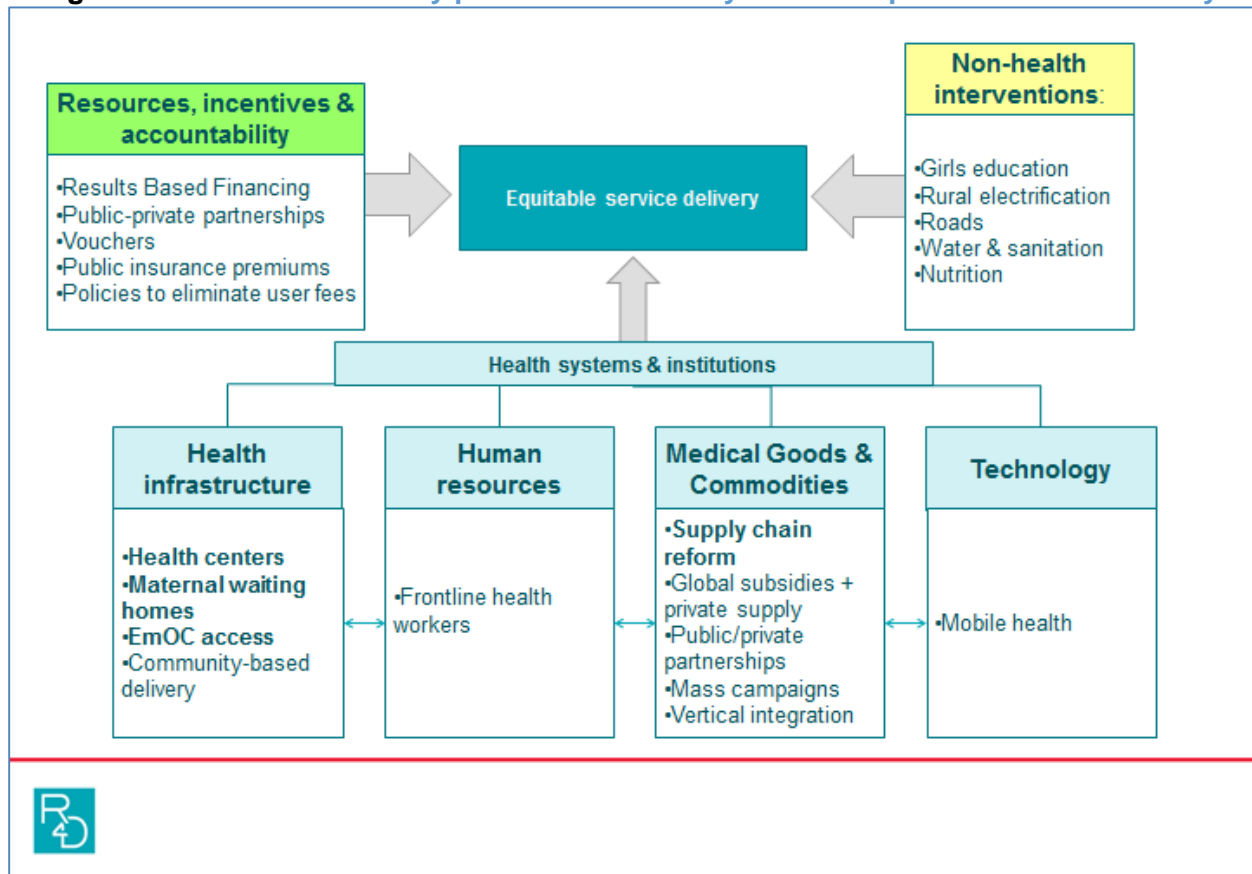 Resources, incentives &
accountability
•Results Based Financing
•Public-private partnerships
•Vouchers
•Public insurance premiums
•Policies to eliminate user fees
Equitable service delivery
Non-health
interventions:
•Girls education
•Rural electrification
•Roads
•Water & sanitation
•Nutrition
Health systems & institutions
Health
infrastructure
•Health centers
•Maternal waiting
homes
•EmOC access
•Community-based
delivery
Human
resources
•Frontline health
workers
Medical Goods &
Commodities
•Supply chain
reform
•Global subsidies +
private supply
•Public/private
partnerships
•Mass campaigns
•Vertical integration
Technology
•Mobile health
R4D